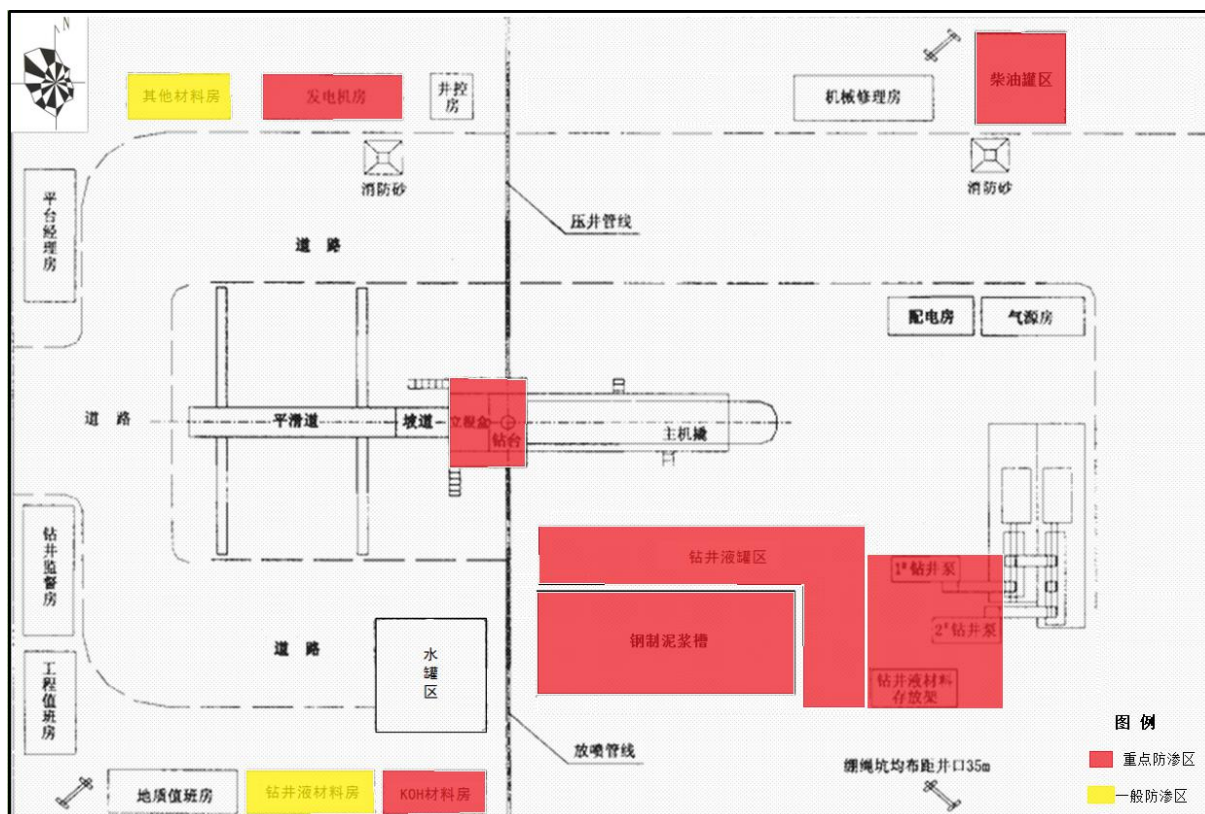 N
其他材料房
发电机房
井控
房
机械修理房
柴油罐区
消防砂
消防砂
平台经理房
压井管线
道 路
配电房
气源房
道 路
平滑道
坡道
立根盒
钻台
主机撬
钻井监督房
钻井液罐区
1#钻井泵
2#钻井泵
钢制泥浆槽
道 路
水罐区
工程值班房
钻井液材料
存放架
图 例
放喷管线
重点防渗区
绷绳坑均布距井口35m
地质值班房
钻井液材料房
KOH材料房
一般防渗区